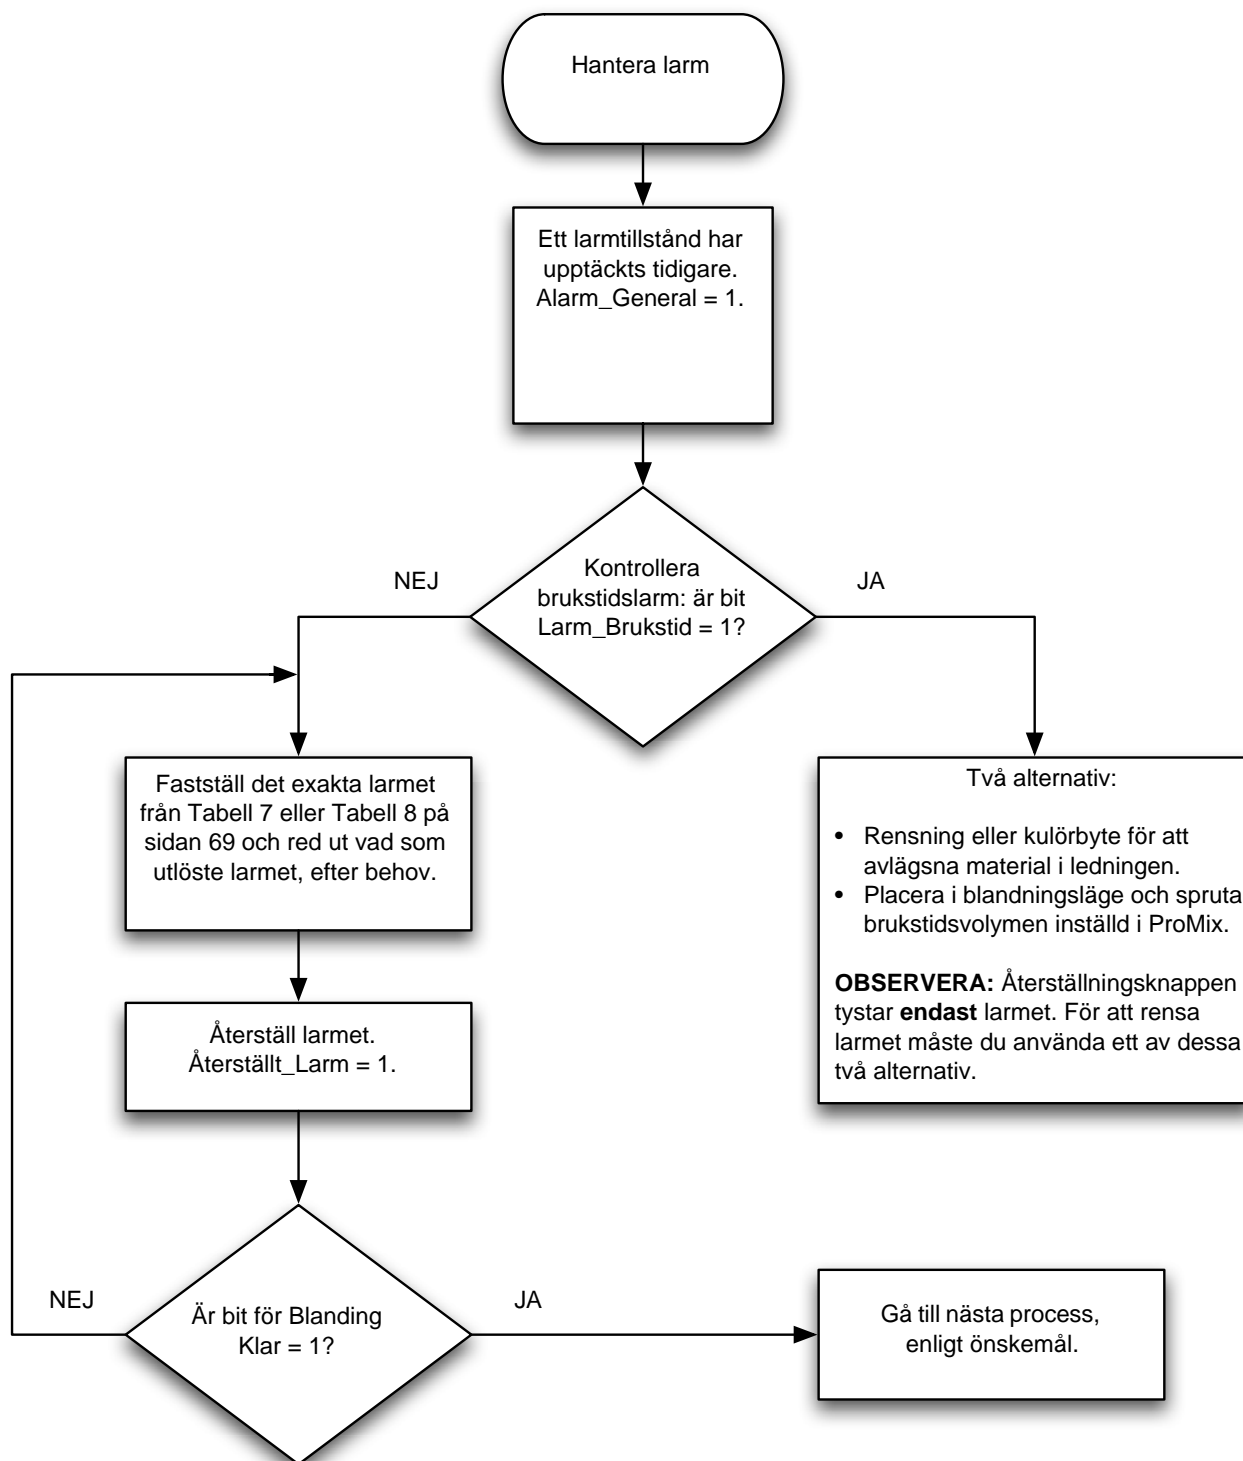 Hantera larm
Ett larmtillstånd har
upptäckts tidigare.
Alarm_General = 1.
Kontrollera
brukstidslarm: är bit
Larm_Brukstid = 1?
NEJ
JA
Fastställ det exakta larmet
från Tabell 7 eller Tabell 8 på
sidan 69 och red ut vad som
utlöste larmet, efter behov.
Två alternativ:
• Rensning eller kulörbyte för att
avlägsna material i ledningen.
• Placera i blandningsläge och spruta
brukstidsvolymen inställd i ProMix.
OBSERVERA: Återställningsknappen
tystar endast larmet. För att rensa
larmet måste du använda ett av dessa
två alternativ.
Återställ larmet.
Återställt_Larm = 1.
Är bit för Blanding
Klar = 1?
NEJ
JA
Gå till nästa process,
enligt önskemål.